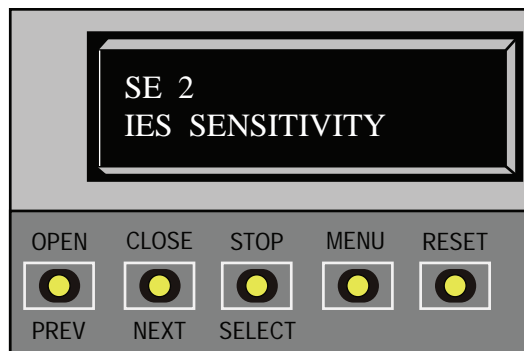 SE 2
IES SENSITIVITY
OPEN CLOSE STOP MENU RESET
PREV NEXT SELECT